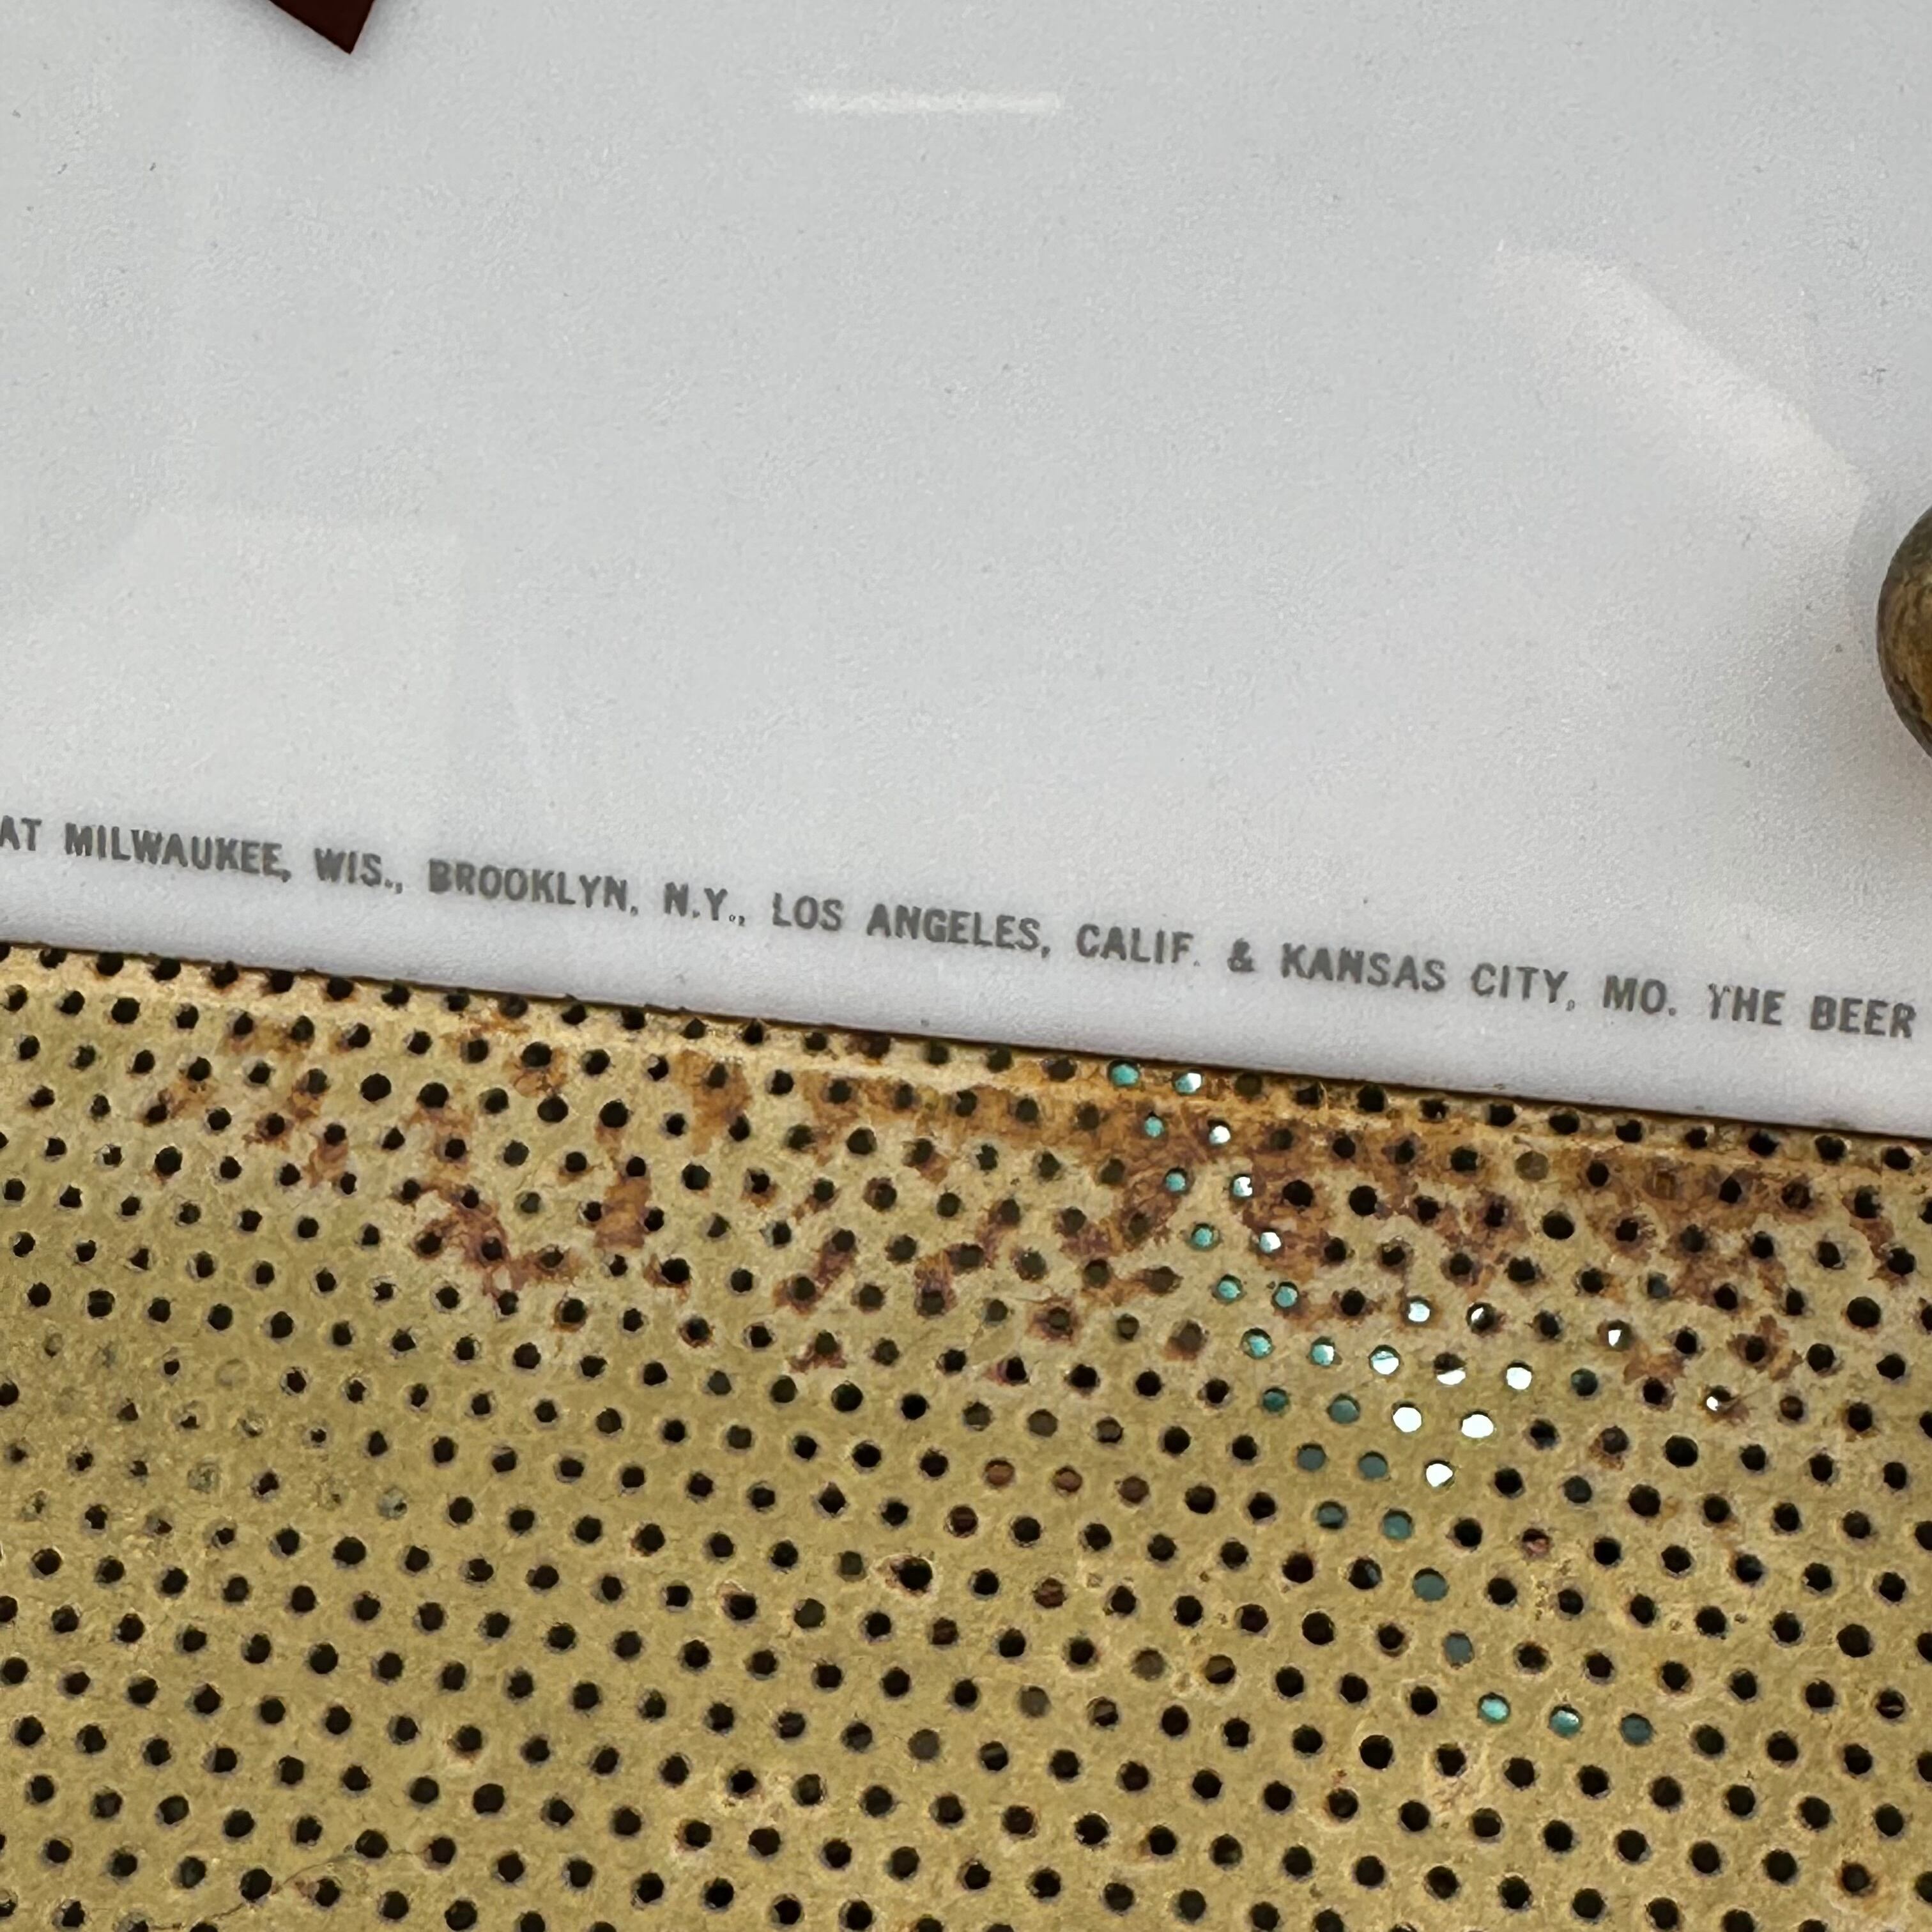 AT MILWAUKEE, WIS., BROOKLYN, N.Y., LOS ANGELES, CALIF. & KANSAS CITY, MO. THE BEER